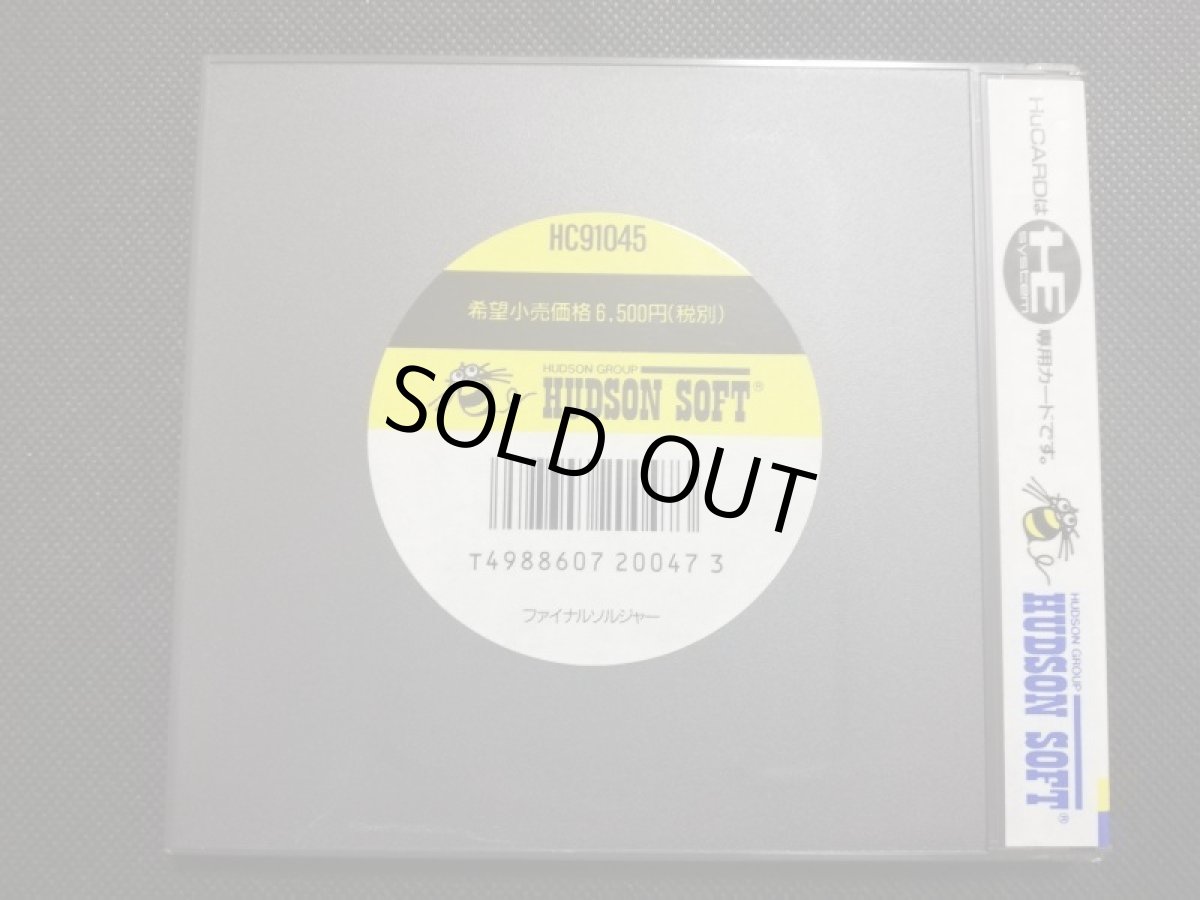 HC91045
希望小売価格6,500円(税別)
HUDSON GROUP
HUDSON SOFT®
SOLD OUT
T4988607 20047 3
ファイナルソルジャー
HuCARDは
HE
system
専用カードです。
HUDSON GROUP
HUDSON SOFT®